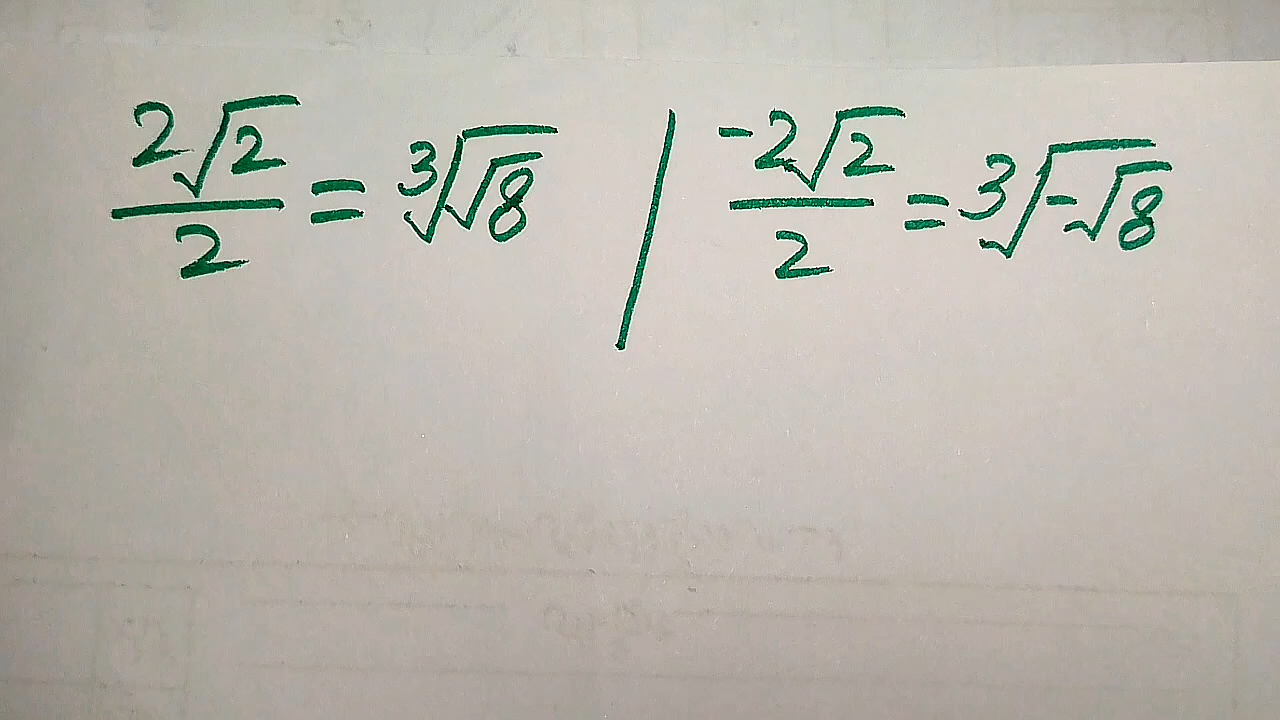 2√2/2 = ∛(√8) | -2√2/2 = ∛(-√8)